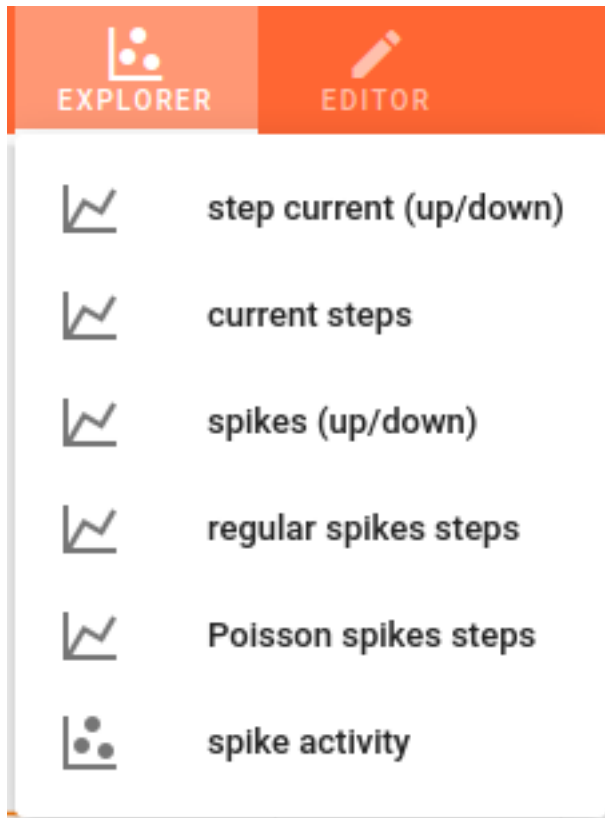 EXPLORER EDITOR
step current (up/down)
current steps
spikes (up/down)
regular spikes steps
Poisson spikes steps
spike activity